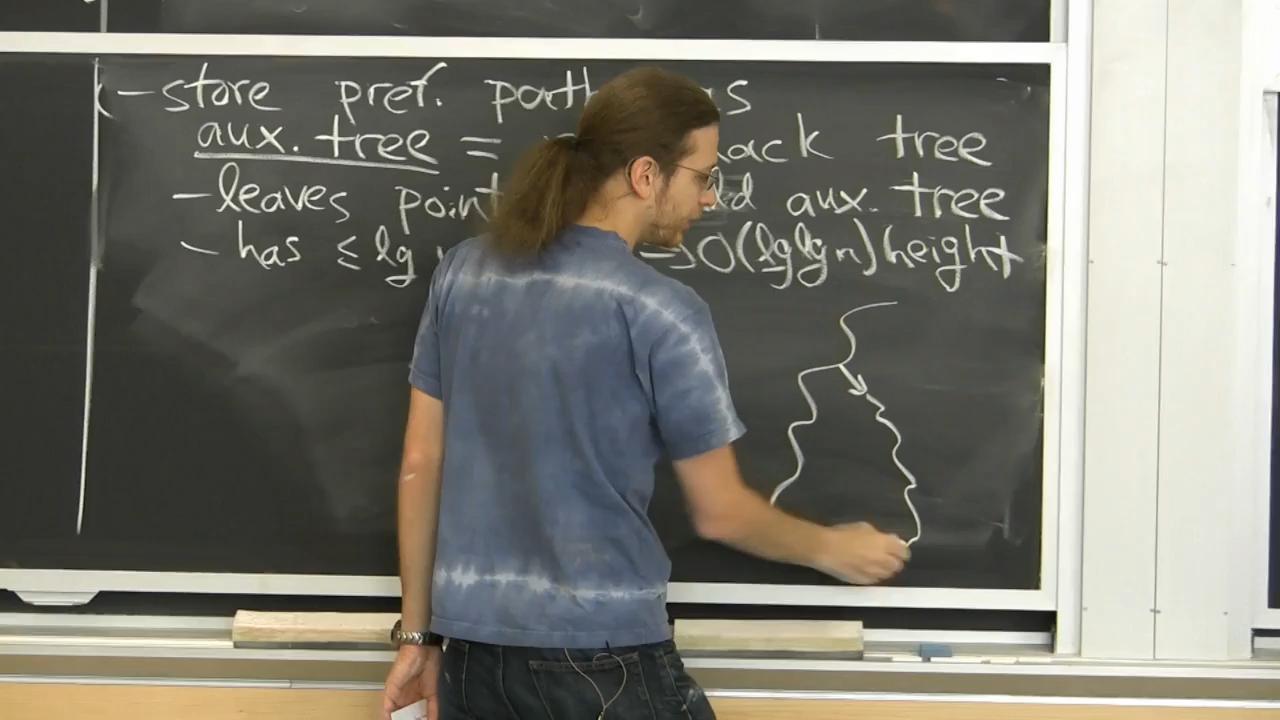 - store pref. path s
aux. tree = ack tree
- leaves point aux. tree
- has ≤ lg → O(lglg n) height